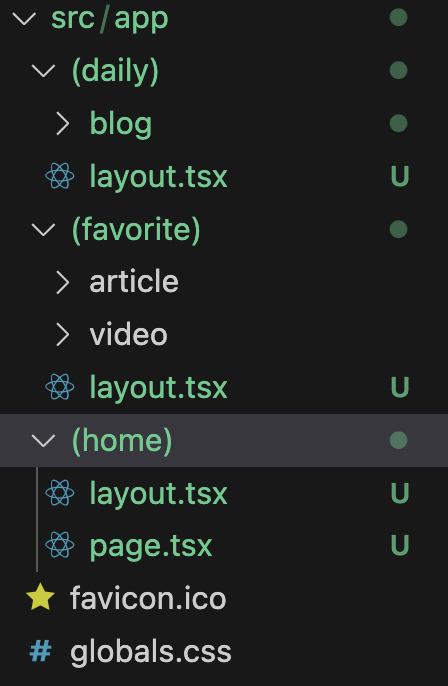 src/app
(daily)
blog
layout.tsx U
(favorite)
article
video
layout.tsx U
(home)
layout.tsx U
page.tsx U
favicon.ico
# globals.css